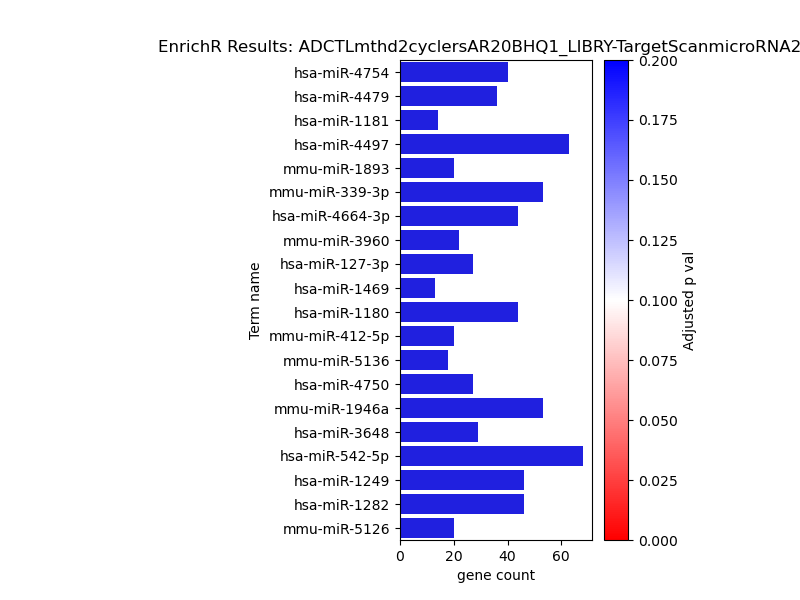 EnrichR Results: ADCTLmthd2cyclersAR20BHQ1_LIBRY-TargetScanmicroRNA2
hsa-miR-4754
hsa-miR-4479
hsa-miR-1181
hsa-miR-4497
mmu-miR-1893
mmu-miR-339-3p
hsa-miR-4664-3p
mmu-miR-3960
hsa-miR-127-3p
hsa-miR-1469
hsa-miR-1180
mmu-miR-412-5p
mmu-miR-5136
hsa-miR-4750
mmu-miR-1946a
hsa-miR-3648
hsa-miR-542-5p
hsa-miR-1249
hsa-miR-1282
mmu-miR-5126
Term name
0 20 40 60
gene count
0.200
0.175
0.150
0.125
0.100
0.075
0.050
0.025
0.000
Adjusted p val